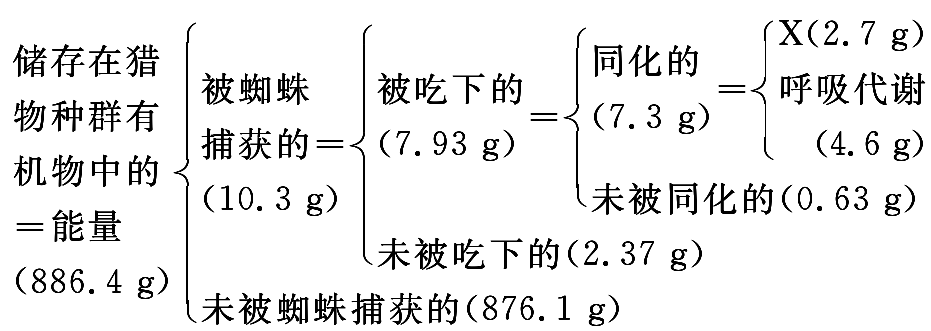 储存在猎
物种群有
机物中的
=能量
(886.4 g)
被蜘蛛
捕获的=
(10.3 g)
未被蜘蛛捕获的(876.1 g)
被吃下的
(7.93 g)
=
未被吃下的(2.37 g)
同化的
(7.3 g)
=
未被同化的(0.63 g)
X(2.7 g)
呼吸代谢
(4.6 g)